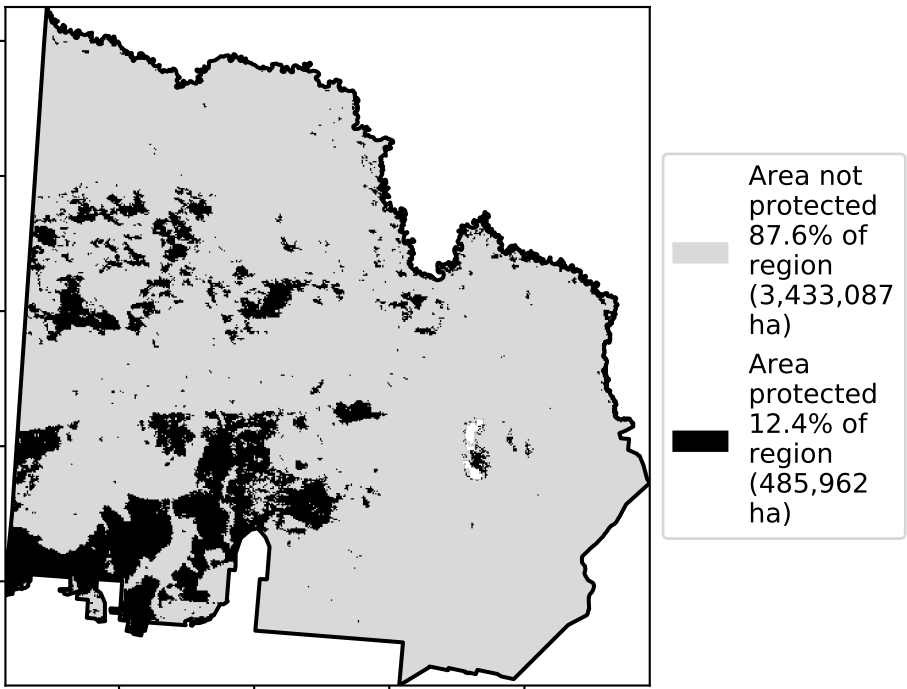 Area not
protected
87.6% of
region
(3,433,087
ha)
Area
protected
12.4% of
region
(485,962
ha)